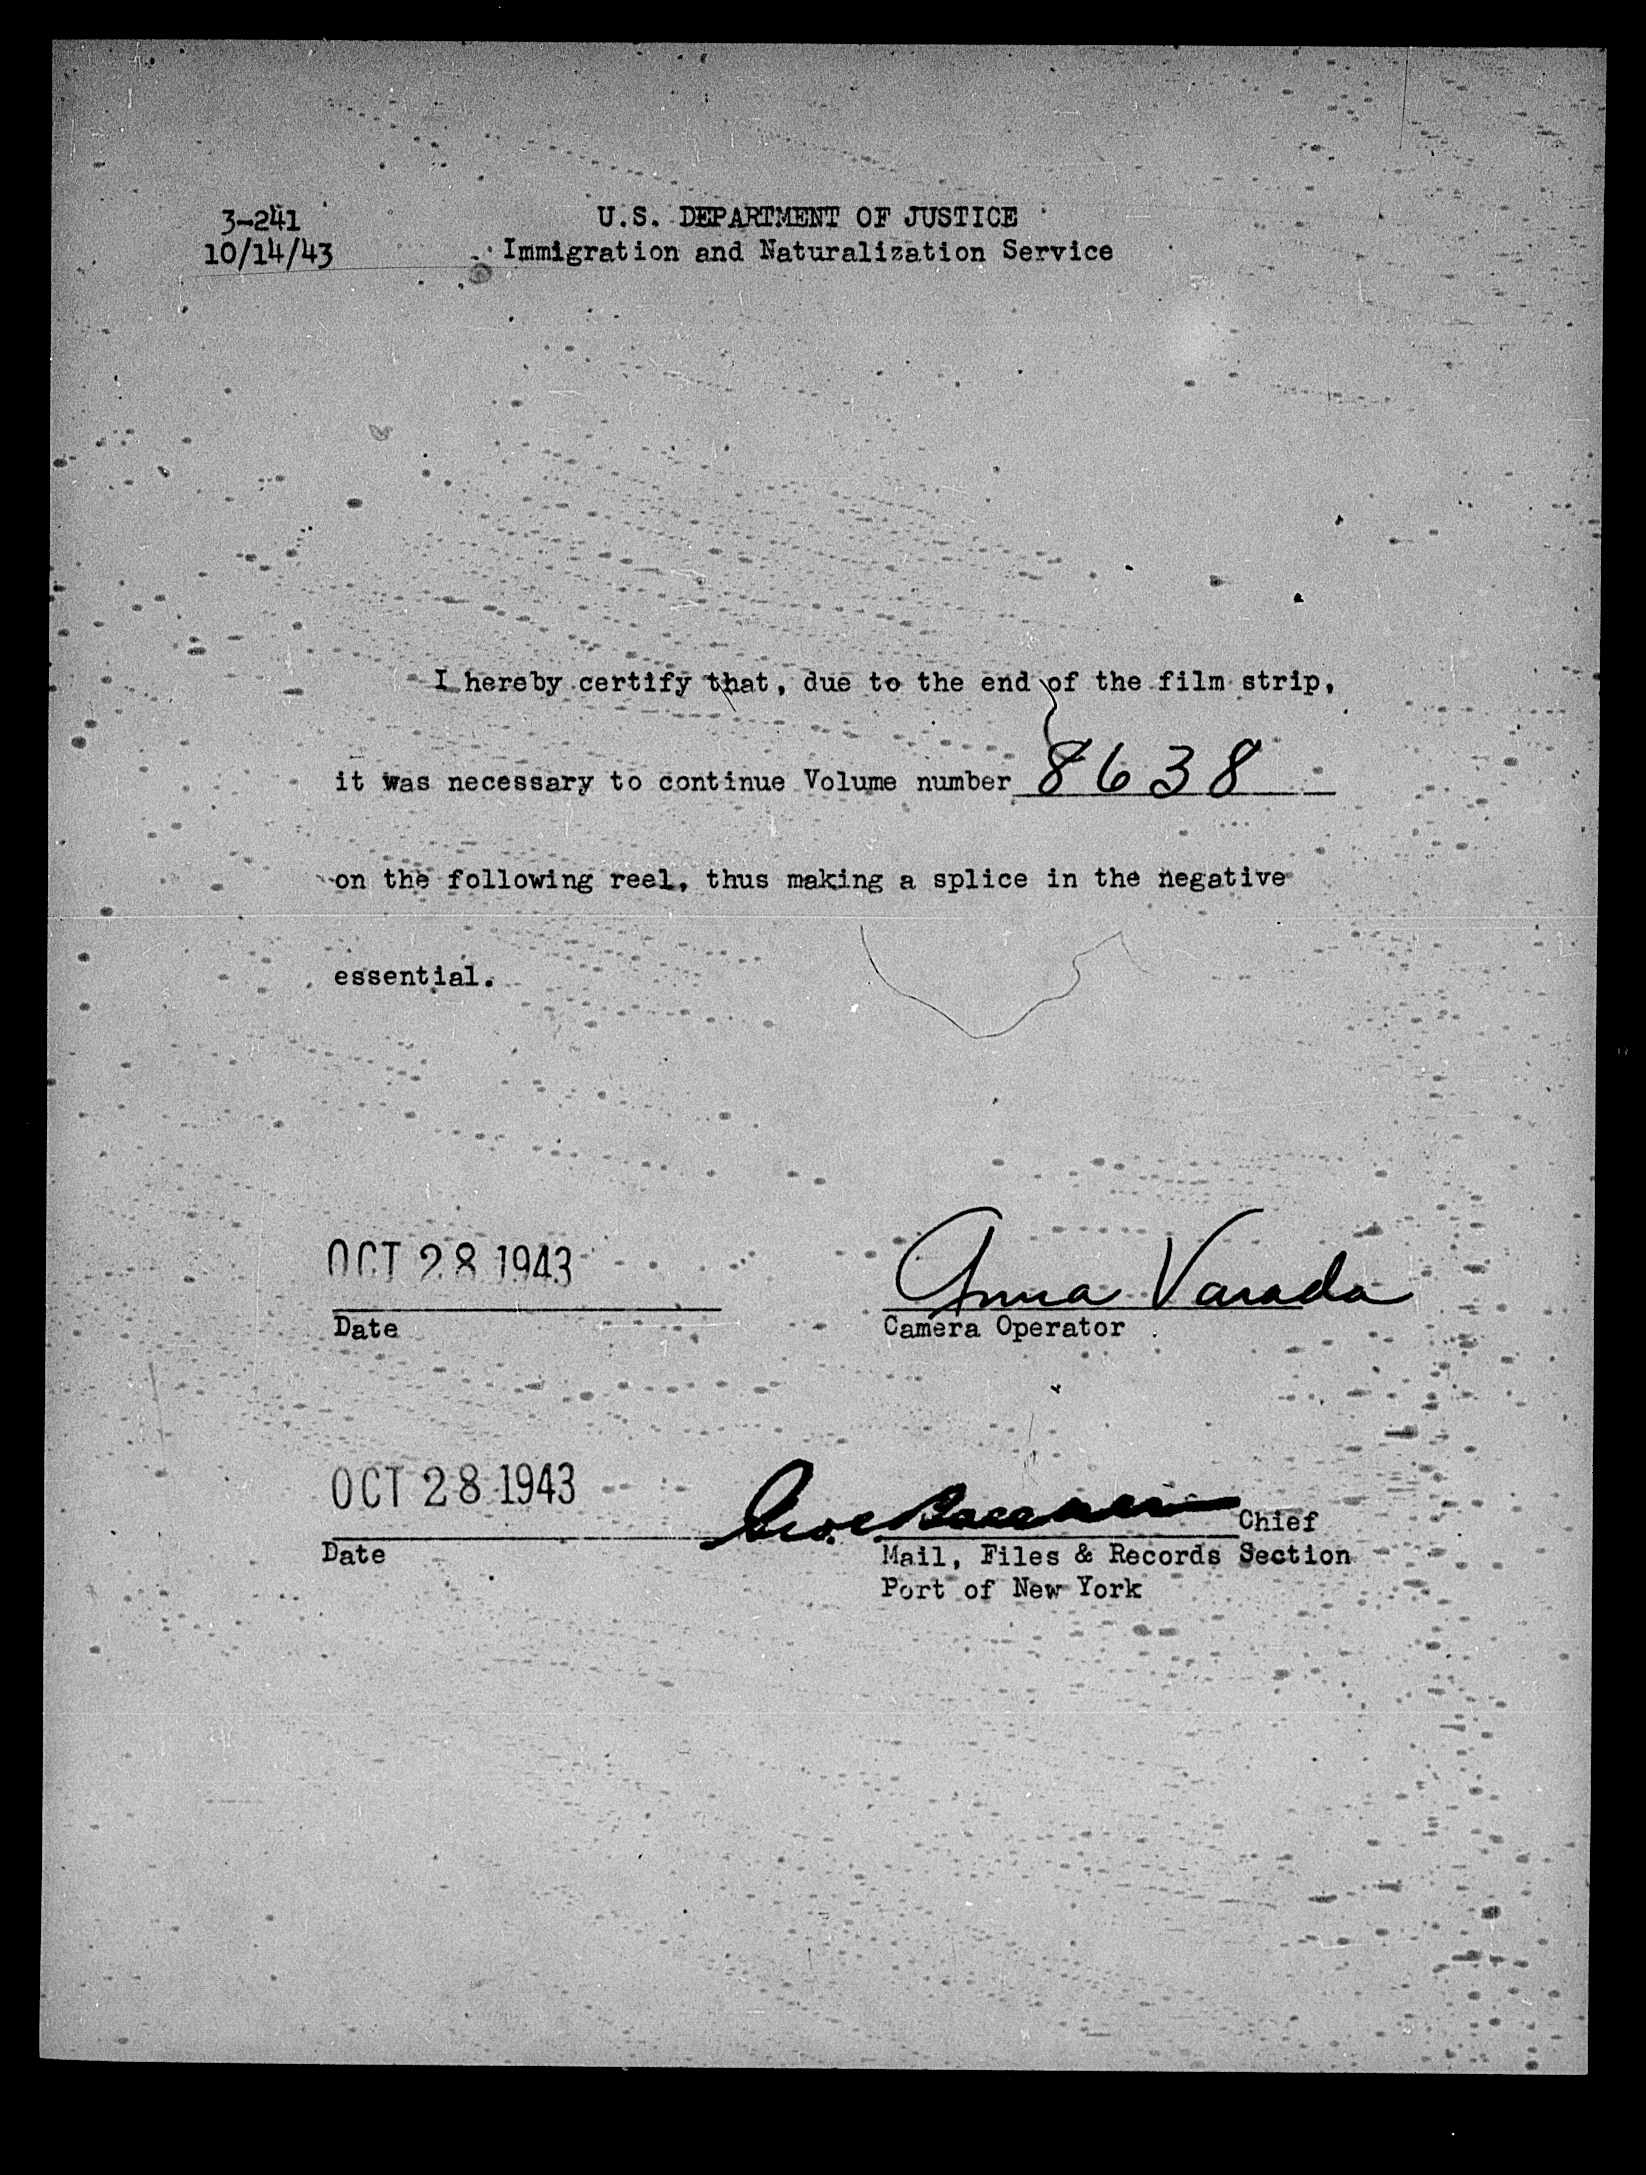 3-241
10/14/43
U.S. DEPARTMENT OF JUSTICE
Immigration and Naturalization Service
I hereby certify that, due to the end of the film strip,
it was necessary to continue Volume number 8638
on the following reel, thus making a splice in the negative
essential.
OCT 28 1943
Anna Varada
Date
Camera Operator
OCT 28 1943
Chief
Date
Mail, Files & Records Section
Port of New York